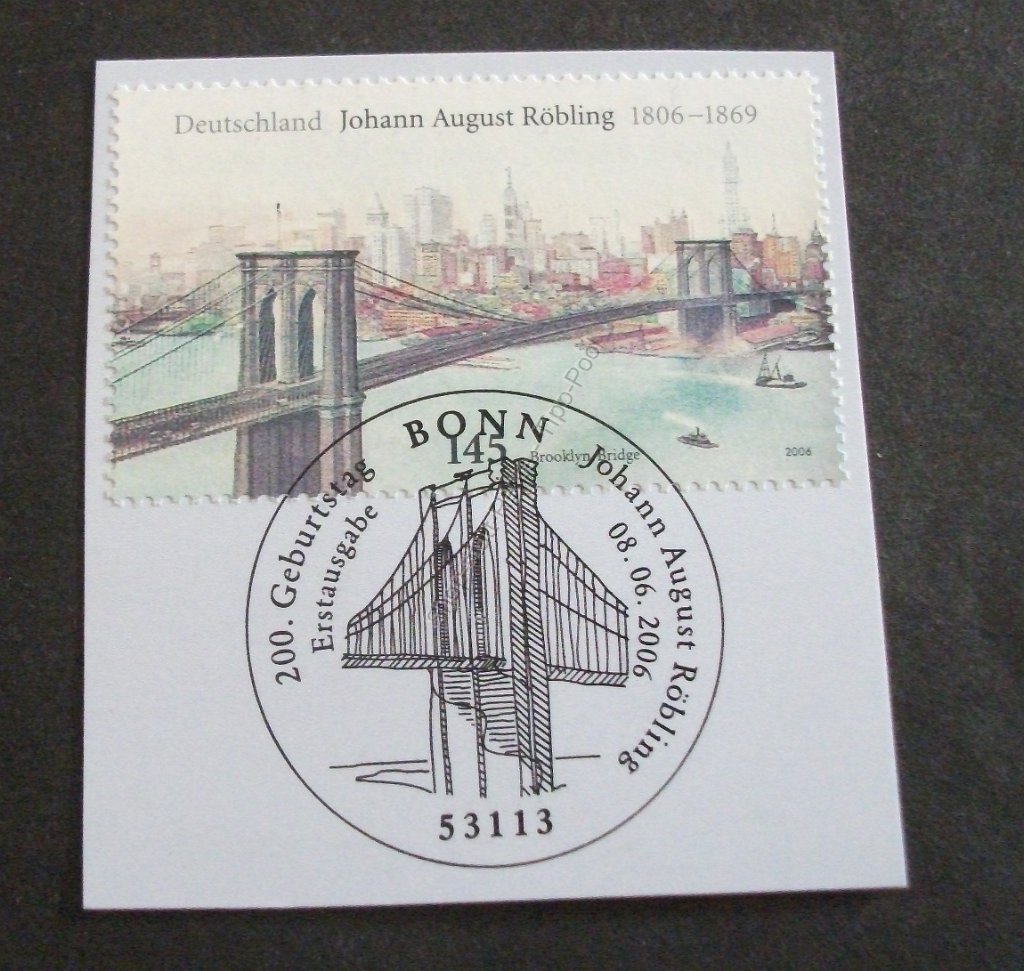 Deutschland Johann August Röbling 1806–1869
145
Brooklyn Bridge
2006
BONN
200. Geburtstag
Erstausgabe
Johann August Röbling
08. 06. 2006
53113